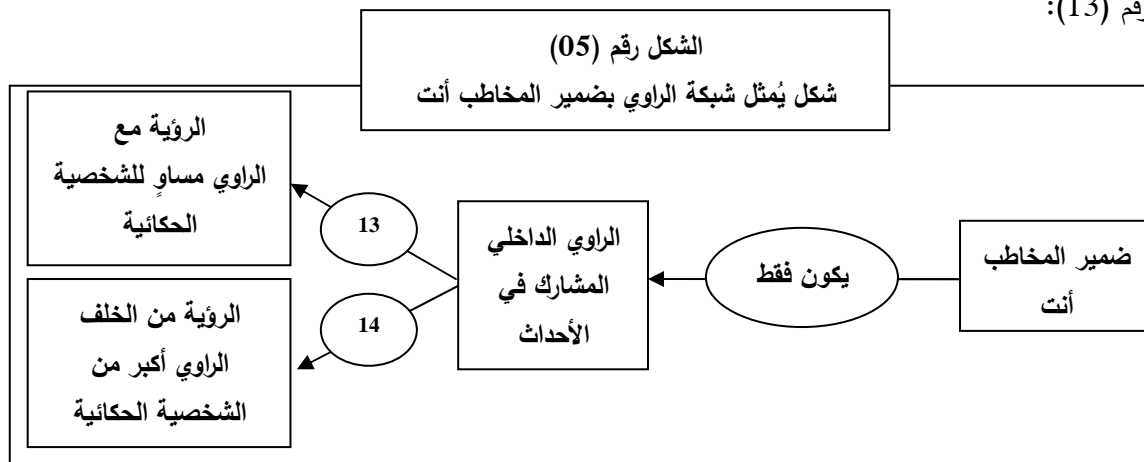 رقم (13):
الشكل رقم (05)
شكل يُمثل شبكة الراوي بضمير المخاطب أنت
ضمير المخاطب
أنت
يكون فقط
الراوي الداخلي
المشارك في
الأحداث
13
الرؤية مع
الراوي مساوٍ للشخصية
الحكائية
14
الرؤية من الخلف
الراوي أكبر من
الشخصية الحكائية